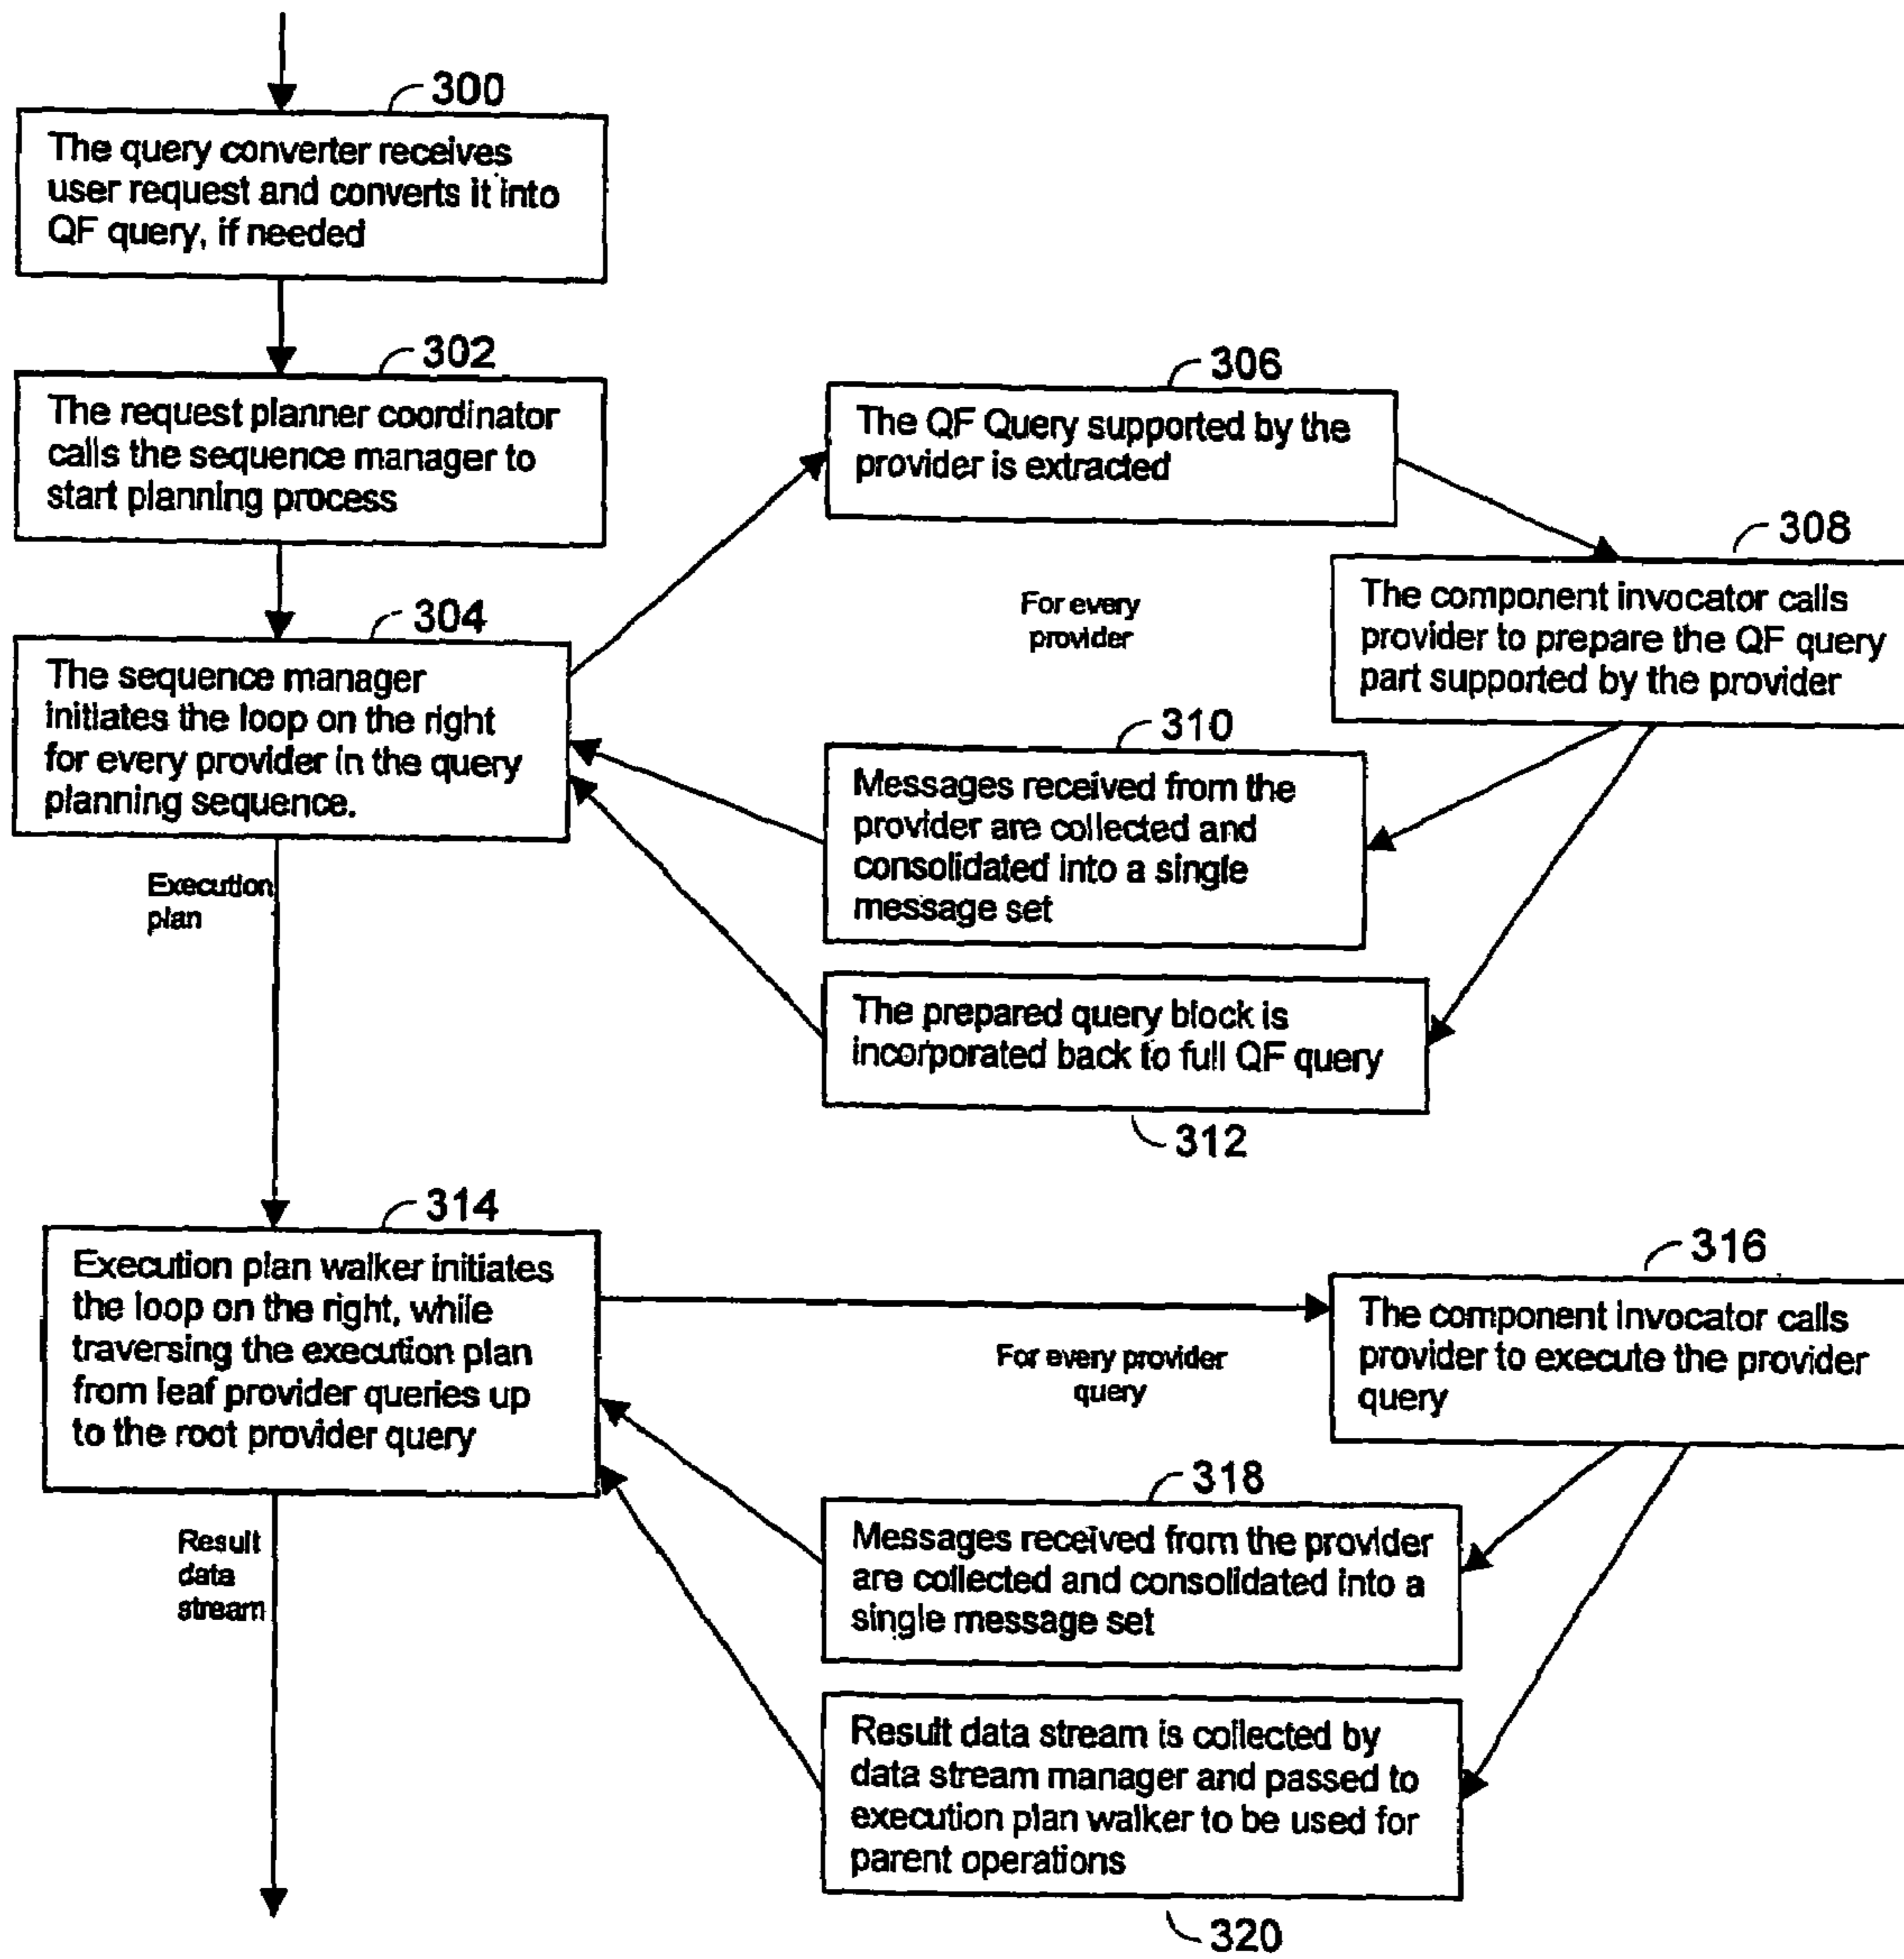 300
The query converter receives
user request and converts it into
QF query, if needed
302
The request planner coordinator
calls the sequence manager to
start planning process
304
The sequence manager
initiates the loop on the right
for every provider in the query
planning sequence.
306
The QF Query supported by the
provider is extracted
For every
provider
308
The component invocator calls
provider to prepare the QF query
part supported by the provider
310
Messages received from the
provider are collected and
consolidated into a single
message set
Execution
plan
The prepared query block is
incorporated back to full QF query
312
314
Execution plan walker initiates
the loop on the right, while
traversing the execution plan
from leaf provider queries up
to the root provider query
For every provider
query
316
The component invocator calls
provider to execute the provider
query
318
Messages received from the provider
are collected and consolidated into a
single message set
Result
data
stream
Result data stream is collected by
data stream manager and passed to
execution plan walker to be used for
parent operations
320